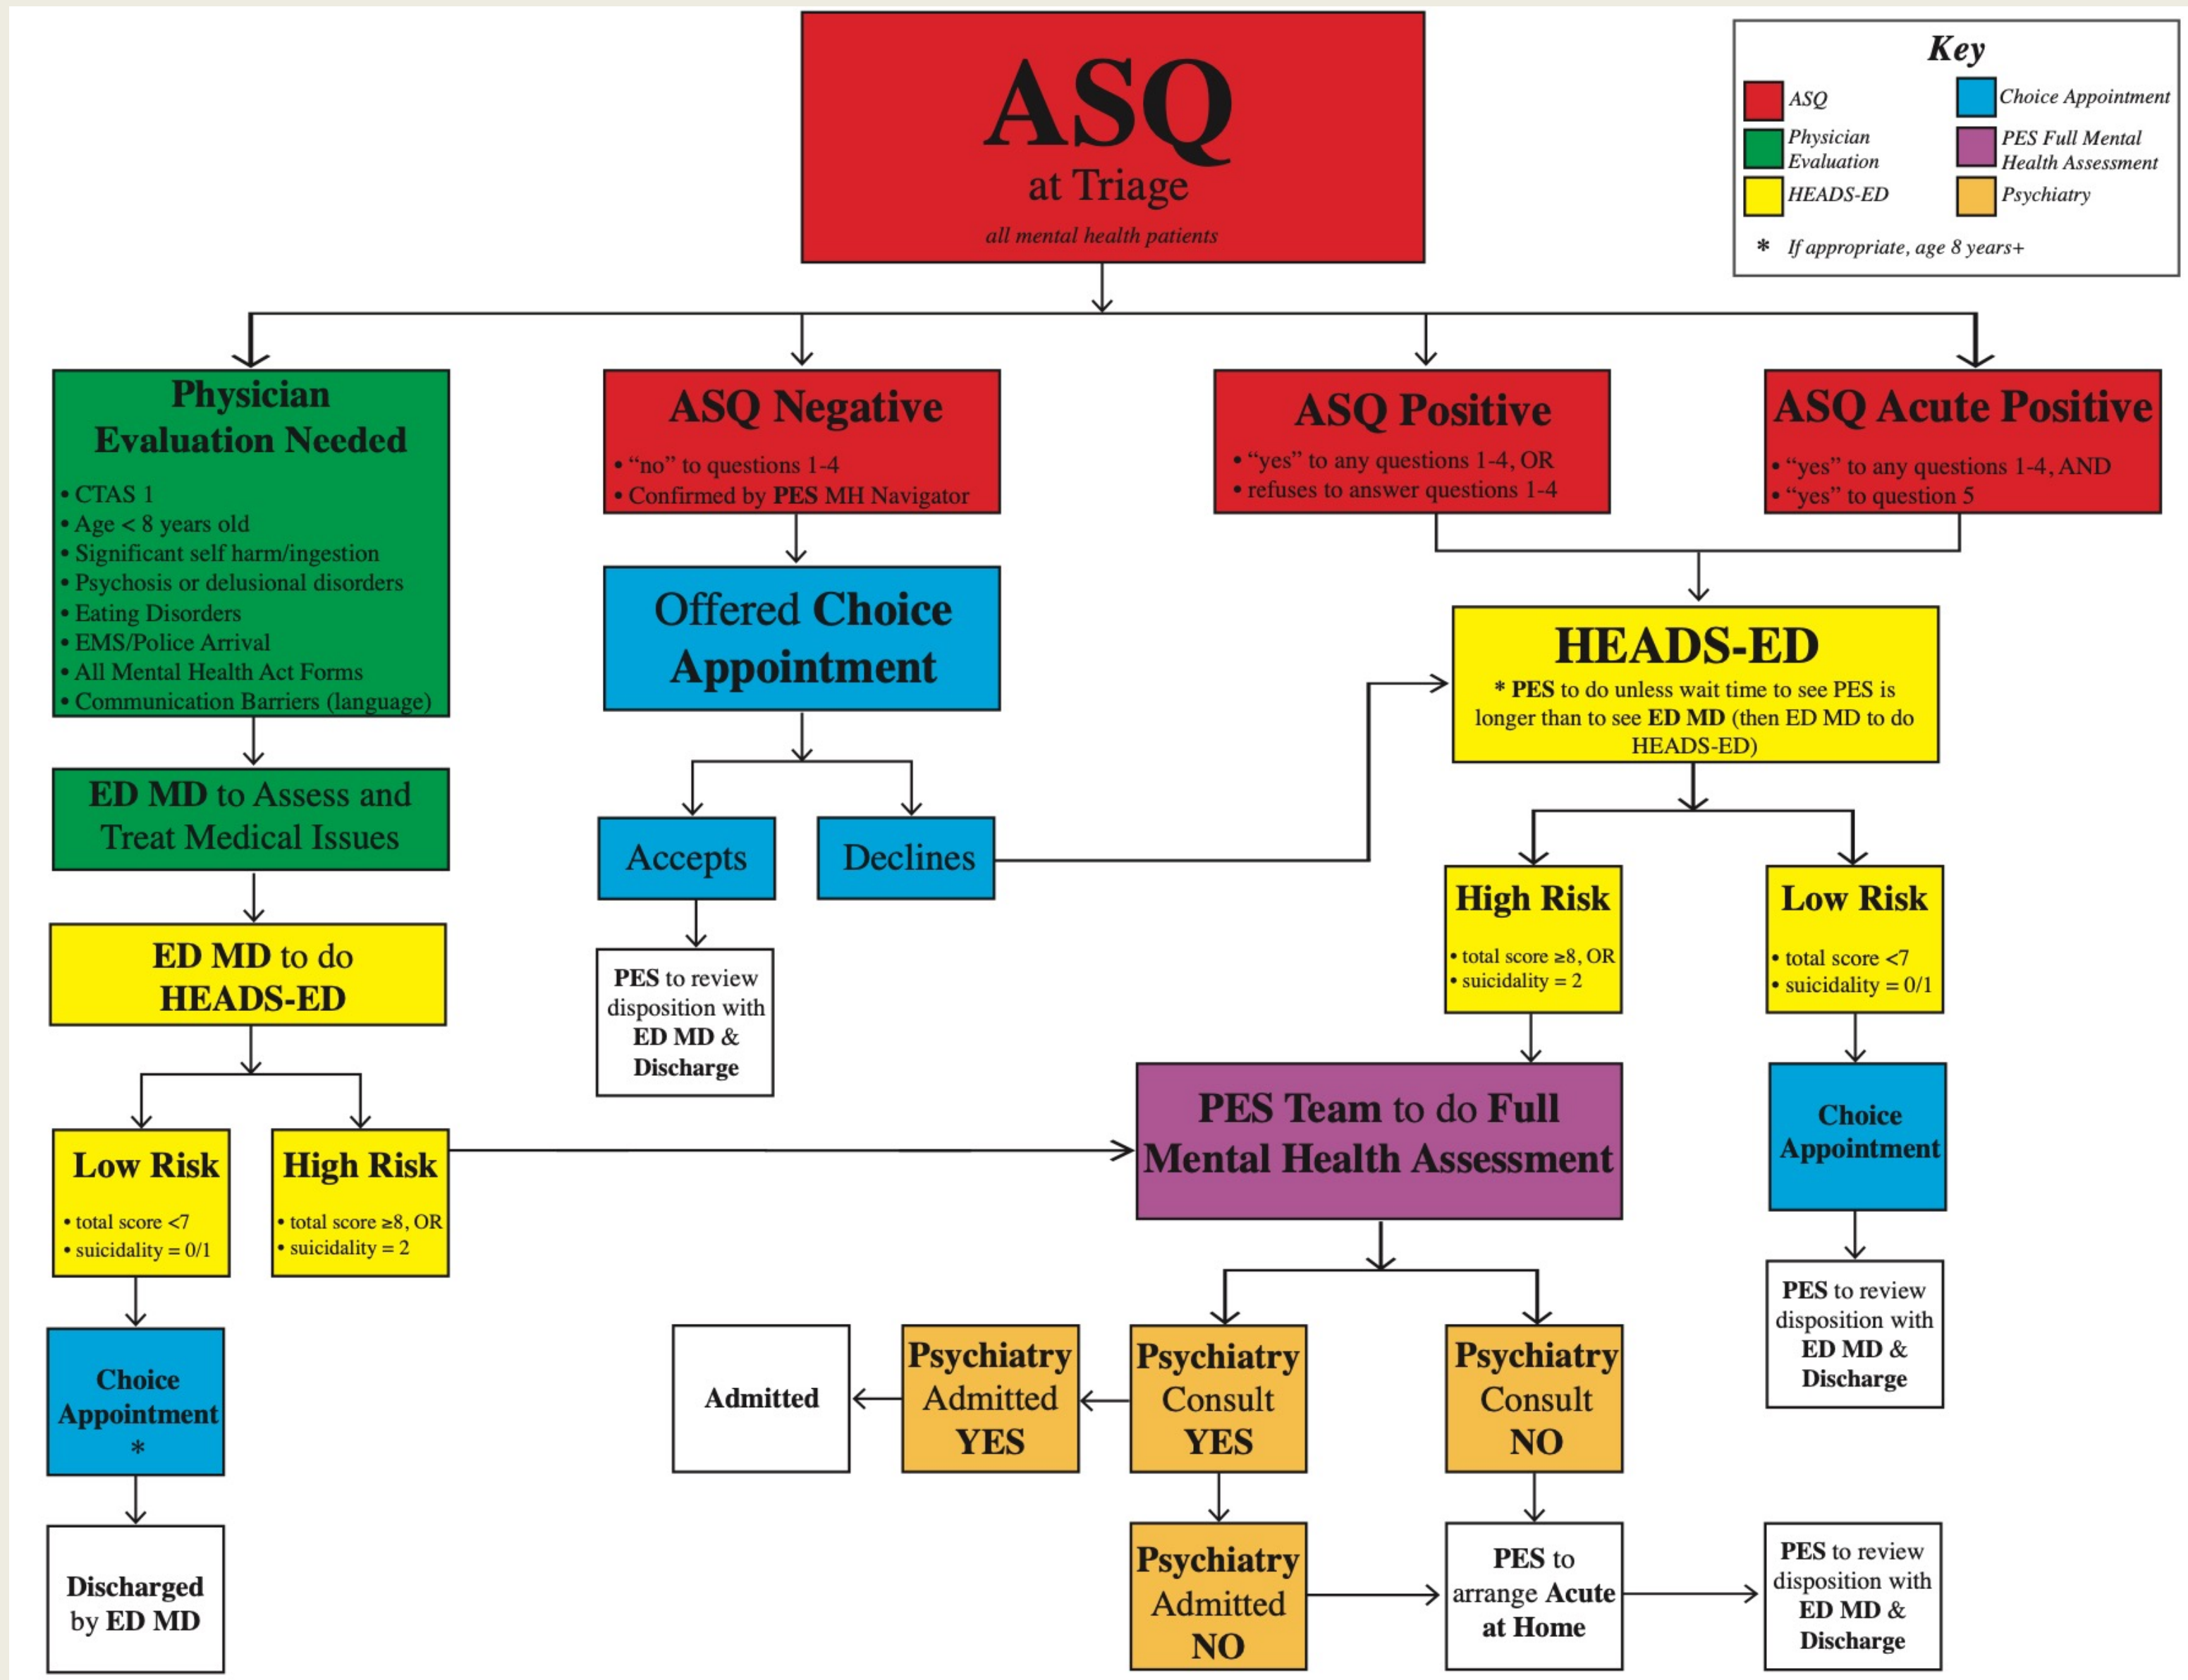 ASQ
at Triage
all mental health patients
Key
ASQ
Physician
Evaluation
HEADS-ED
Choice Appointment
PES Full Mental
Health Assessment
Psychiatry
* If appropriate, age 8 years+
Physician
Evaluation Needed
• CTAS 1
• Age < 8 years old
• Significant self harm/ingestion
• Psychosis or delusional disorders
• Eating Disorders
• EMS/Police Arrival
• All Mental Health Act Forms
• Communication Barriers (language)
ED MD to Assess and
Treat Medical Issues
ED MD to do
HEADS-ED
Low Risk
• total score <7
• suicidality = 0/1
High Risk
• total score ≥8, OR
• suicidality = 2
Choice
Appointment
*
Discharged
by ED MD
ASQ Negative
• “no” to questions 1-4
• Confirmed by PES MH Navigator
Offered Choice
Appointment
Accepts
Declines
PES to review
disposition with
ED MD &
Discharge
ASQ Positive
• “yes” to any questions 1-4, OR
• refuses to answer questions 1-4
ASQ Acute Positive
• “yes” to any questions 1-4, AND
• “yes” to question 5
HEADS-ED
* PES to do unless wait time to see PES is
longer than to see ED MD (then ED MD to do
HEADS-ED)
High Risk
• total score ≥8, OR
• suicidality = 2
Low Risk
• total score <7
• suicidality = 0/1
PES Team to do Full
Mental Health Assessment
Choice
Appointment
PES to review
disposition with
ED MD &
Discharge
Admitted
Psychiatry
Admitted
YES
Psychiatry
Consult
YES
Psychiatry
Consult
NO
Psychiatry
Admitted
NO
PES to
arrange Acute
at Home
PES to review
disposition with
ED MD &
Discharge